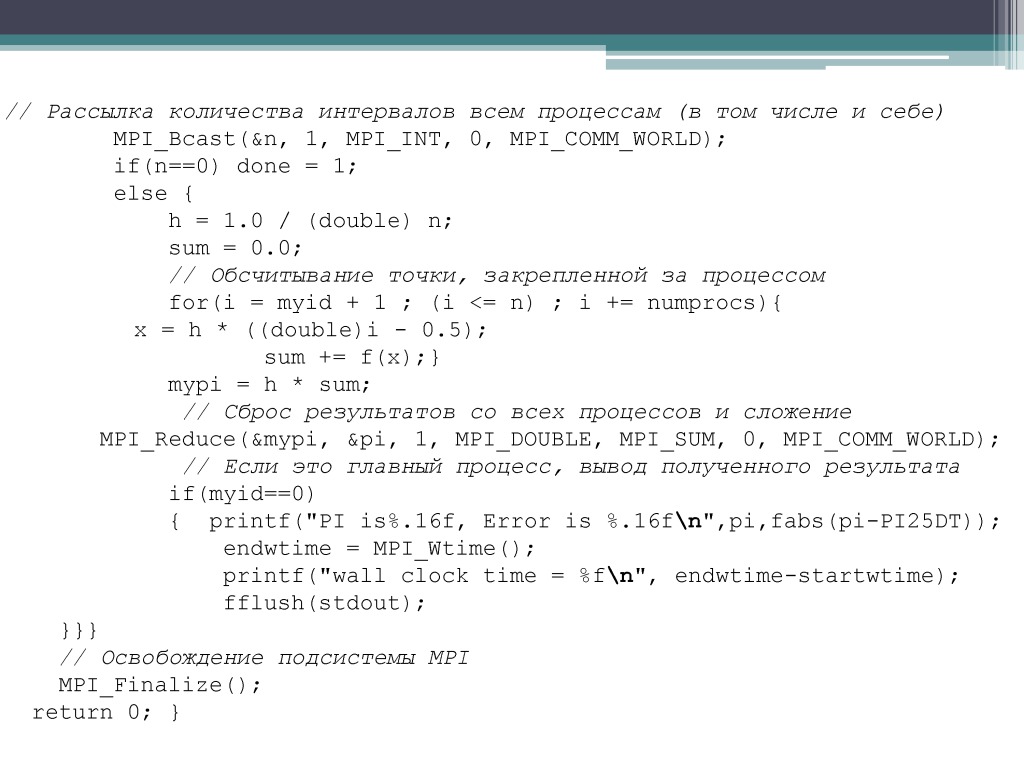 // Рассылка количества интервалов всем процессам (в том числе и себе)
MPI_Bcast(&n, 1, MPI_INT, 0, MPI_COMM_WORLD);
if(n==0) done = 1;
else {
h = 1.0 / (double) n;
sum = 0.0;
// Обсчитывание точки, закрепленной за процессом
for(i = myid + 1 ; (i <= n) ; i += numprocs){
x = h * ((double)i - 0.5);
sum += f(x);}
mypi = h * sum;
// Сброс результатов со всех процессов и сложение
MPI_Reduce(&mypi, &pi, 1, MPI_DOUBLE, MPI_SUM, 0, MPI_COMM_WORLD);
// Если это главный процесс, вывод полученного результата
if(myid==0)
{ printf("PI is%.16f, Error is %.16f\n",pi,fabs(pi-PI25DT));
endwtime = MPI_Wtime();
printf("wall clock time = %f\n", endwtime-startwtime);
fflush(stdout);
}}}
// Освобождение подсистемы MPI
MPI_Finalize();
return 0; }